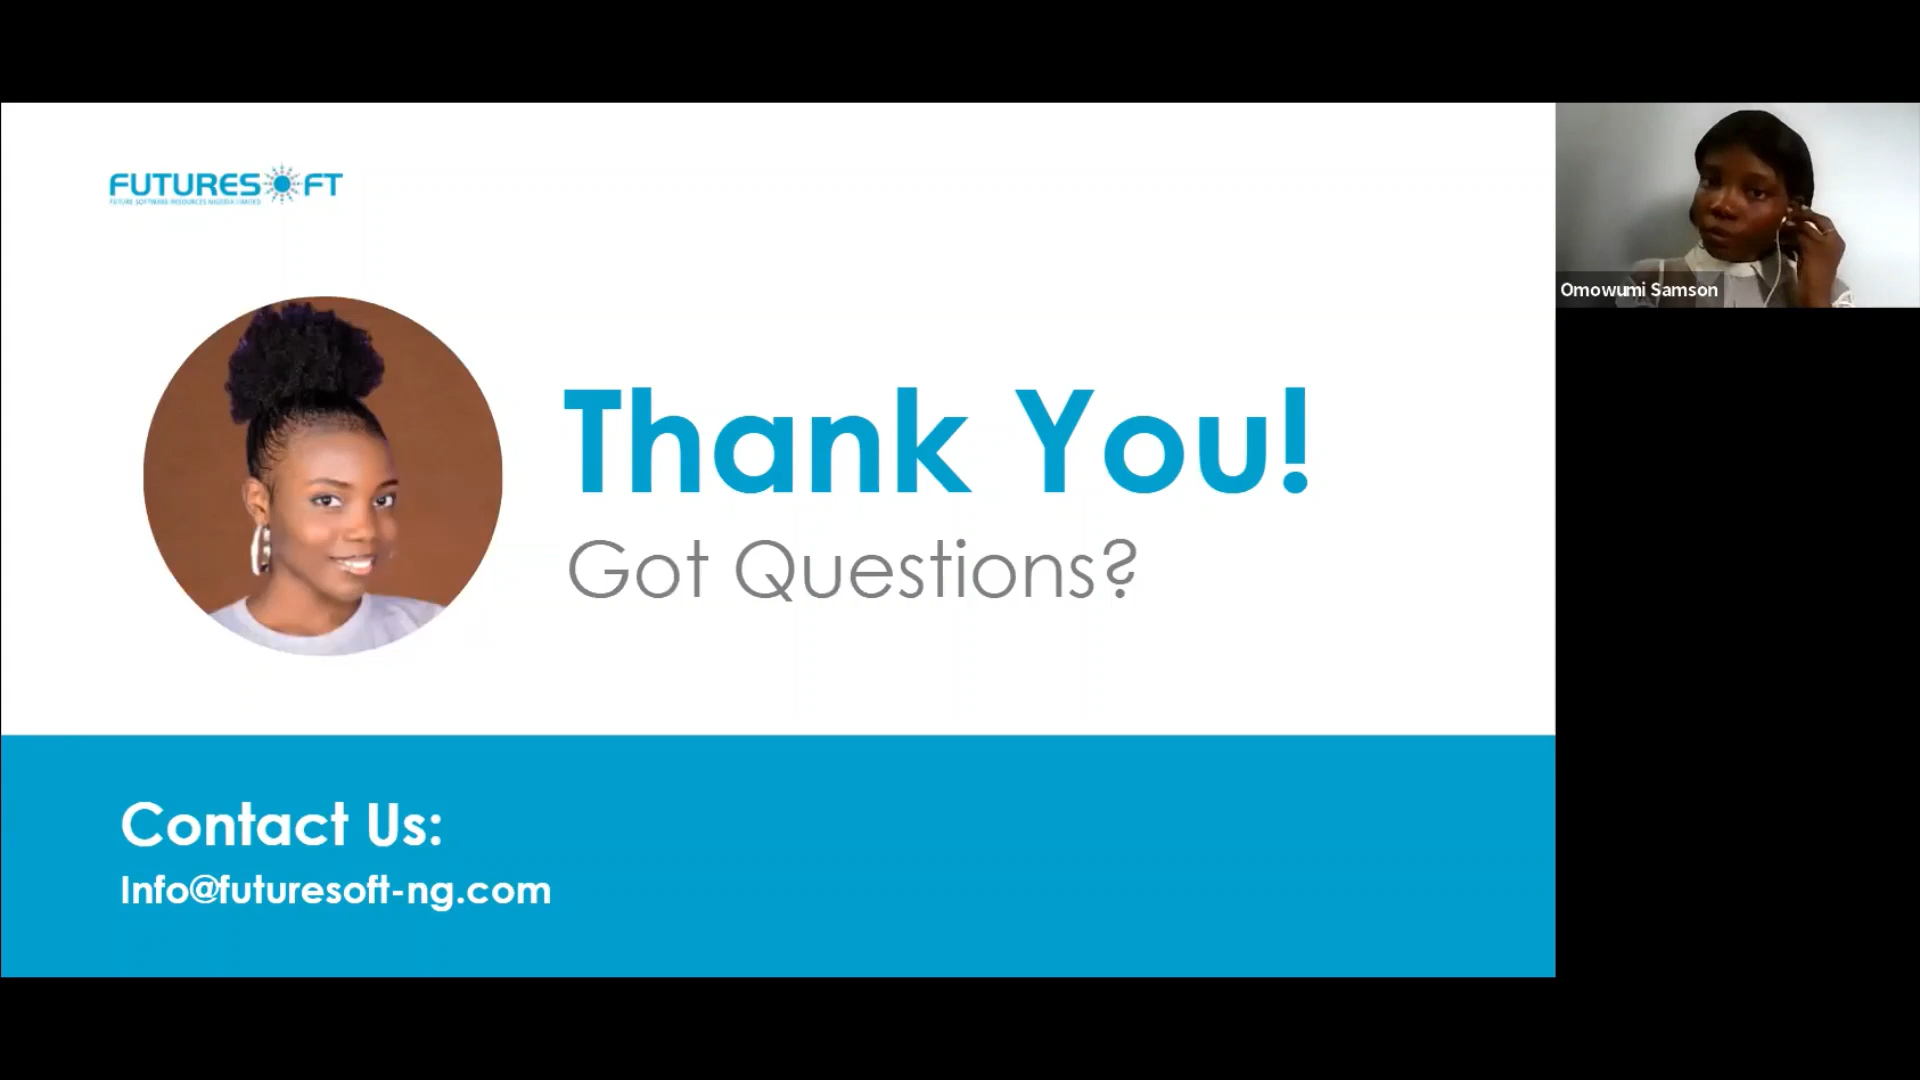 FUTURESOFT
FUTURE SOFTWARE RESOURCES NIGERIA LIMITED
Thank You!
Got Questions?
Contact Us:
Info@futuresoft-ng.com
Omowumi Samson